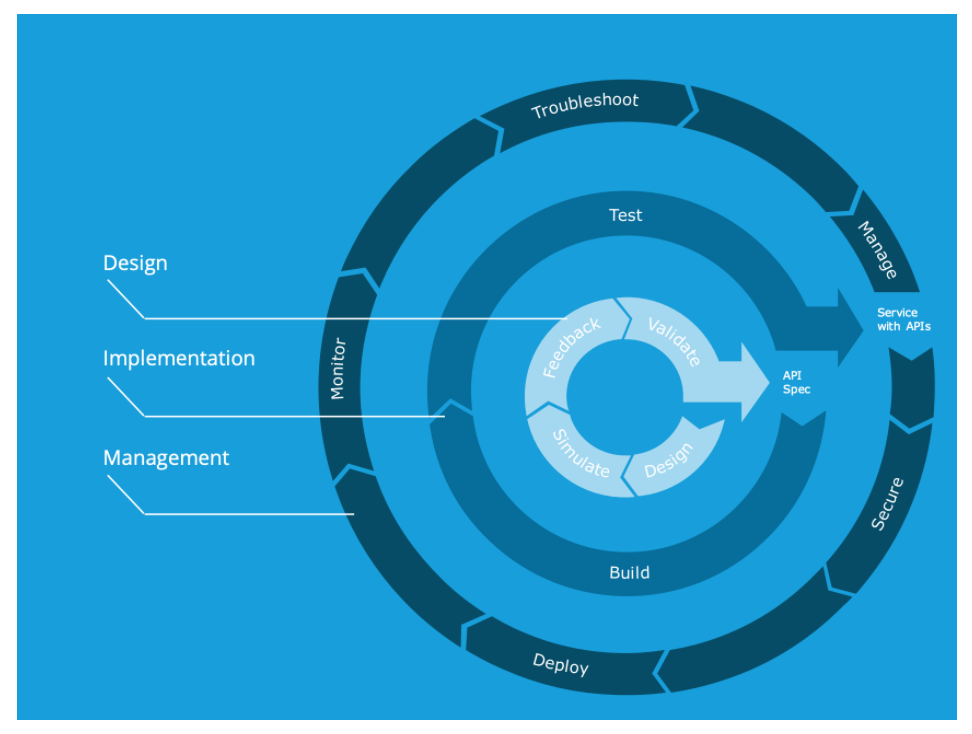 Troubleshoot
Manage
Test
Design
Service
with APIs
Feedback
Validate
Implementation
Monitor
API
Spec
Simulate
Design
Management
Secure
Build
Deploy